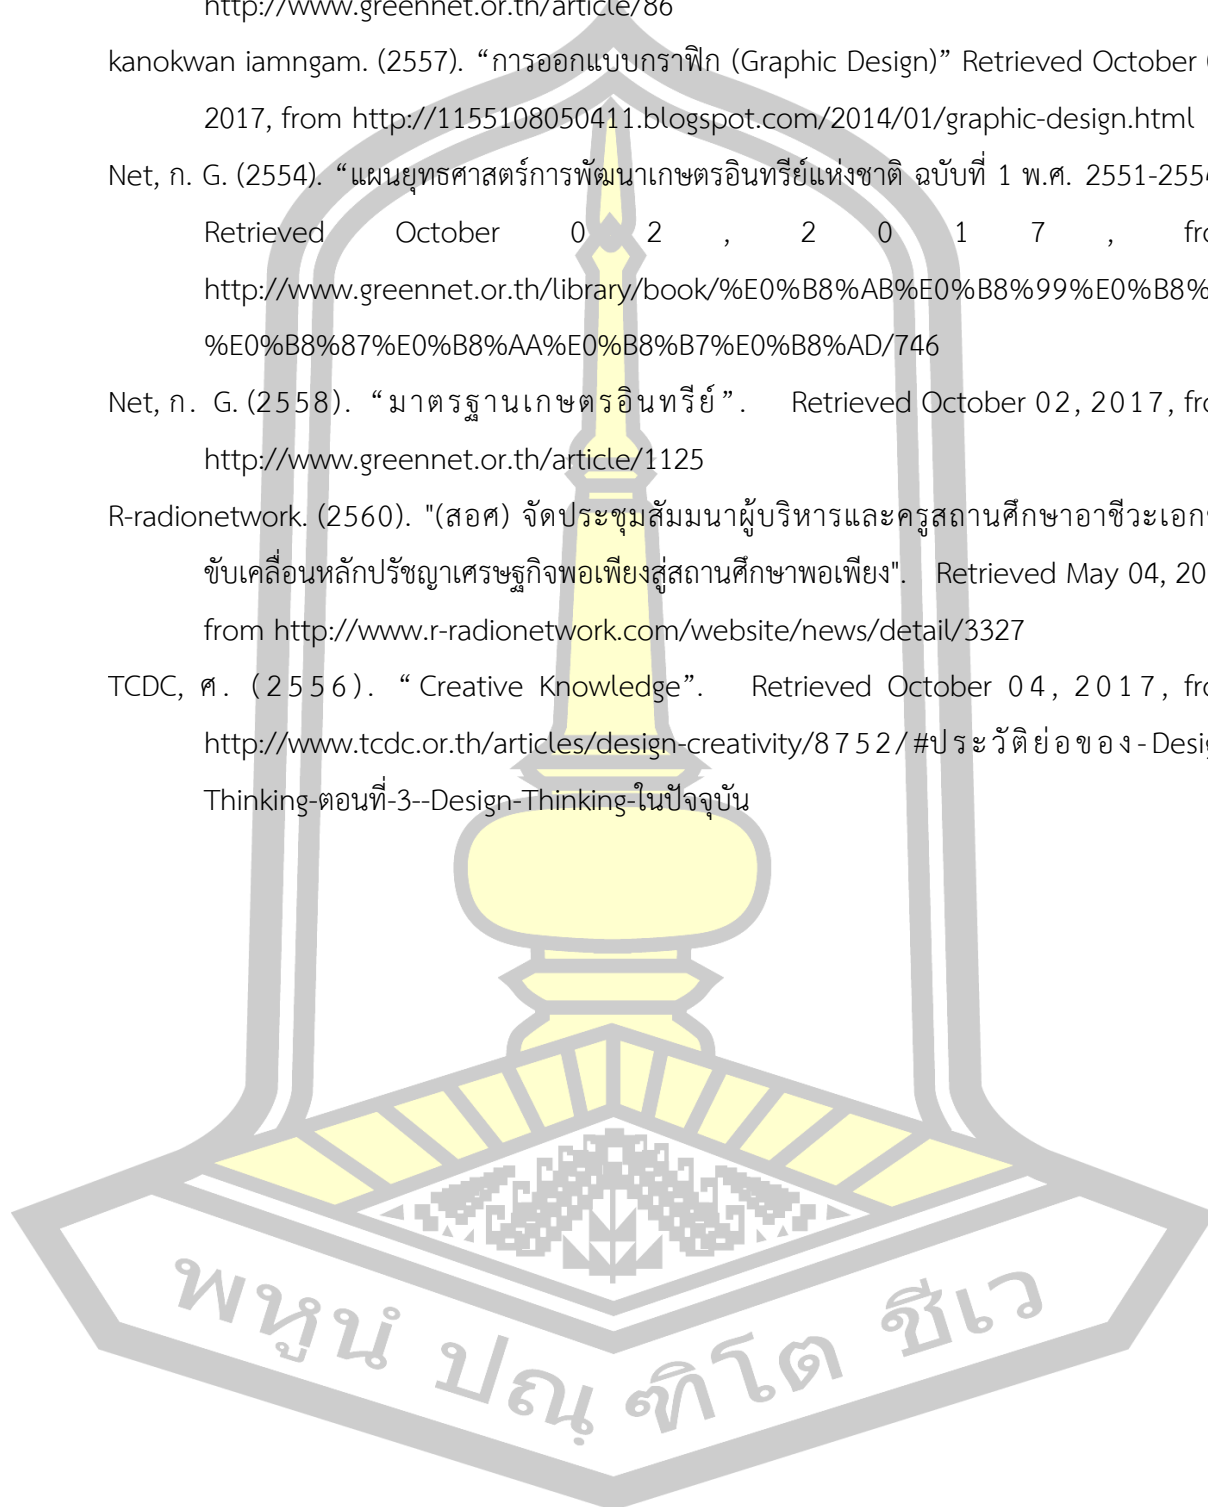 http://www.greennet.or.th/article/86
kanokwan iamngam. (2557). “การออกแบบกราฟิก (Graphic Design)” Retrieved October
2017, from http://1155108050411.blogspot.com/2014/01/graphic-design.html
Net, ก. G. (2554). “แผนยุทธศาสตร์การพัฒนาเกษตรอินทรีย์แห่งชาติ ฉบับที่ 1 พ.ศ. 2551-2554
Retrieved October 0 2 , 2 0 1 7 , fro
http://www.greennet.or.th/library/book/%E0%B8%AB%E0%B8%99%E0%B8%
%E0%B8%87%E0%B8%AA%E0%B8%B7%E0%B8%AD/746
Net, ก. G. (2558). “มาตรฐานเกษตรอินทรีย์”. Retrieved October 02, 2017, fro
http://www.greennet.or.th/article/1125
R-radionetwork. (2560). "(สอศ) จัดประชุมสัมมนาผู้บริหารและครูสถานศึกษาอาชีวะเอก
ขับเคลื่อนหลักปรัชญาเศรษฐกิจพอเพียงสู่สถานศึกษาพอเพียง". Retrieved May 04, 20
from http://www.r-radionetwork.com/website/news/detail/3327
TCDC, ศ. (2556). “Creative Knowledge”. Retrieved October 04, 2017, fro
http://www.tcdc.or.th/articles/design-creativity/8752/#ประวัติย่อของ-Desig
Thinking-ตอนที่-3--Design-Thinking-ในปัจจุบัน
พหูนํ ปณฺ ฑิโต ชีเว